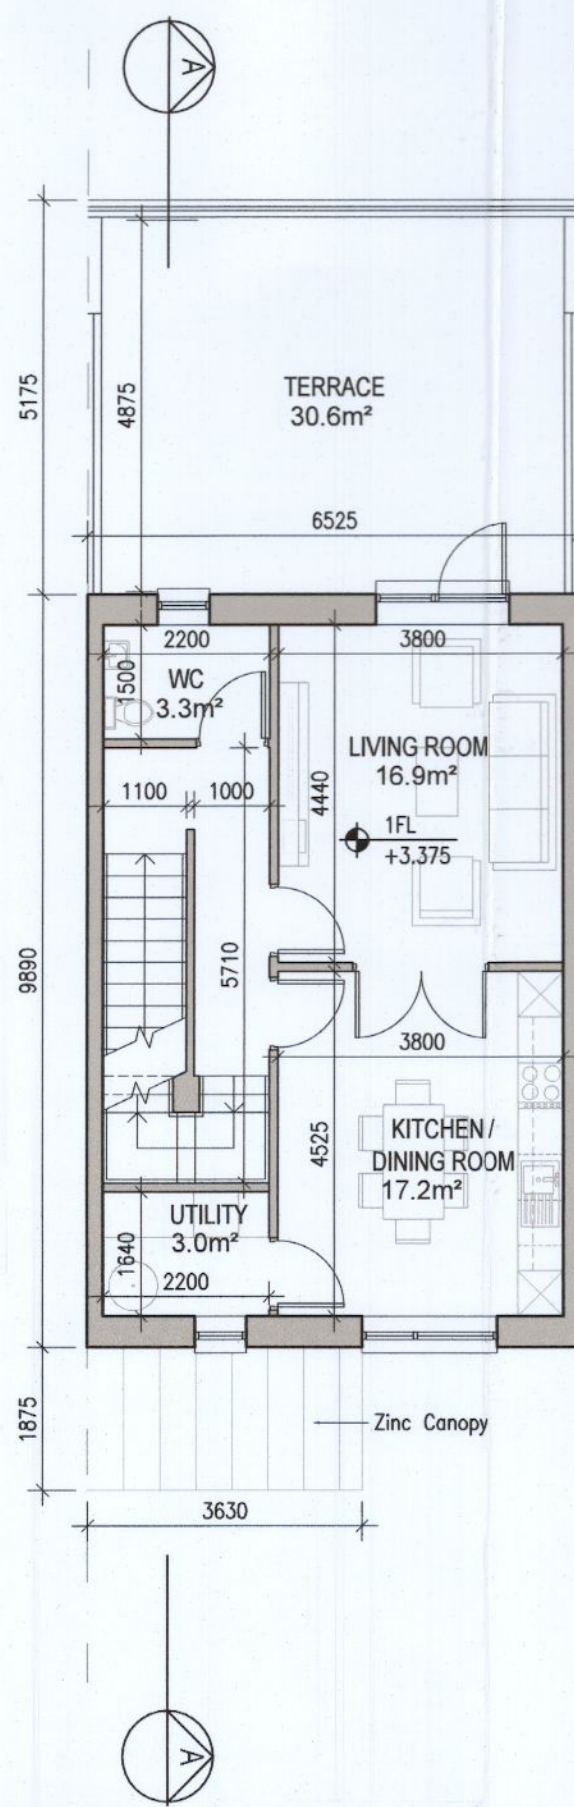 A
5175
4875
TERRACE
30.6m²
6525
2200
3800
1500
WC
3.3m²
LIVING ROOM
16.9m²
1100
1000
4440
1FL
+3.375
9890
5710
3800
4525
KITCHEN/
DINING ROOM
17.2m²
UTILITY
3.0m²
1640
2200
1875
Zinc Canopy
3630
A